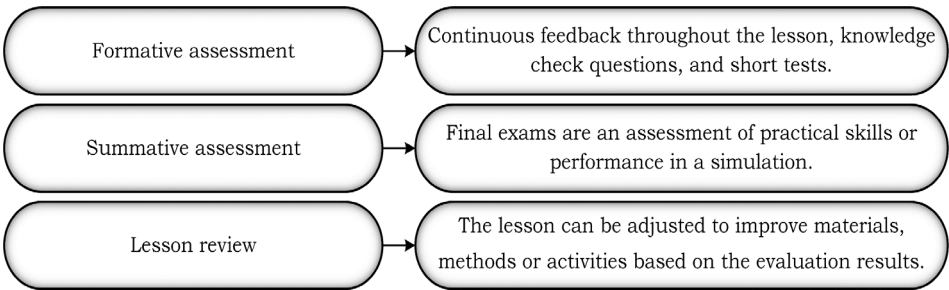 Formative assessment
Continuous feedback throughout the lesson, knowledge
check questions, and short tests.
Summative assessment
Final exams are an assessment of practical skills or
performance in a simulation.
Lesson review
The lesson can be adjusted to improve materials,
methods or activities based on the evaluation results.